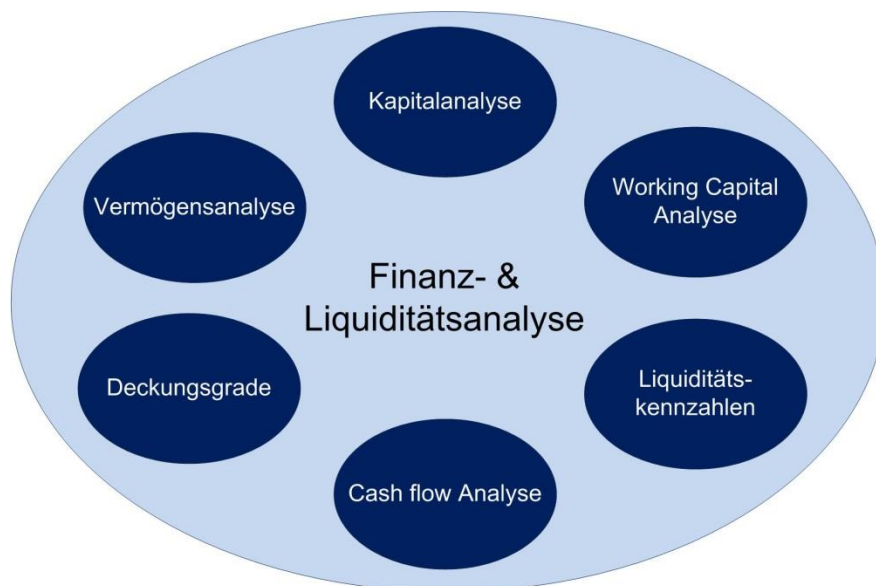 Kapitalanalyse
Vermögensanalyse
Working Capital
Analyse
Finanz- &
Liquiditätsanalyse
Deckungsgrade
Liquiditäts-
kennzahlen
Cash flow Analyse